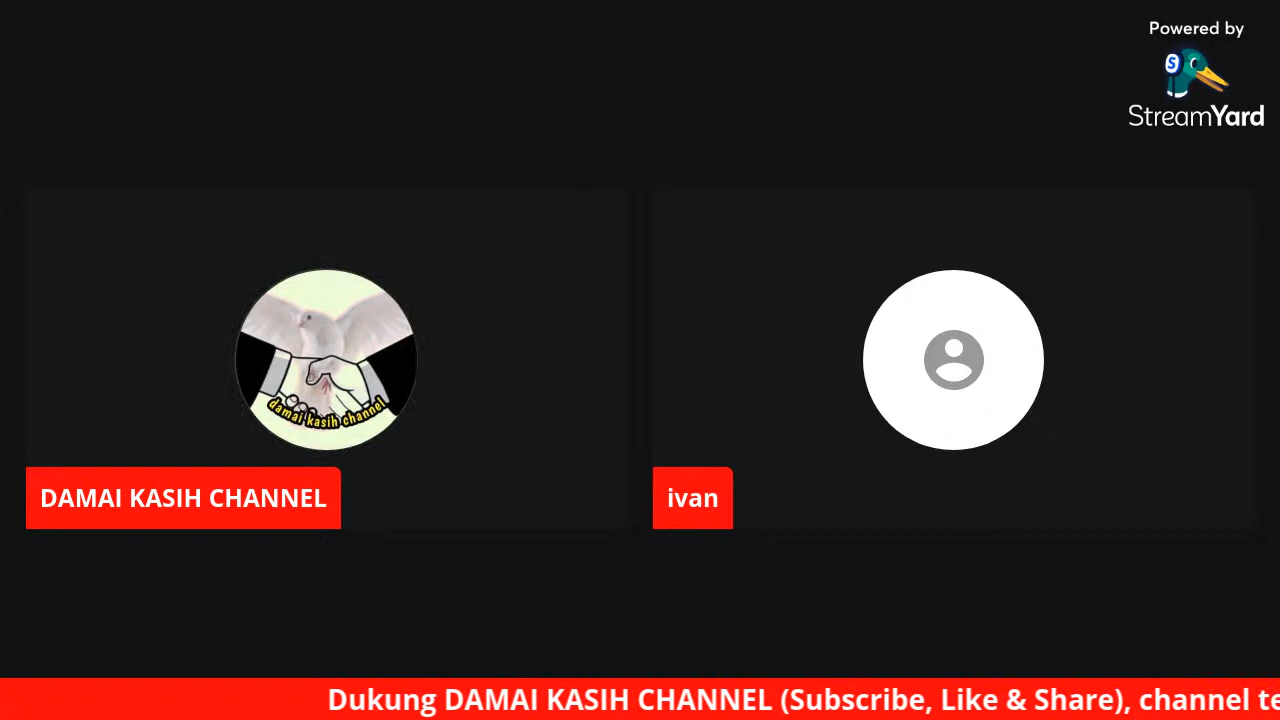 Powered by
StreamYard
damai kasih channel
DAMAI KASIH CHANNEL
ivan
Dukung DAMAI KASIH CHANNEL (Subscribe, Like & Share), channel te